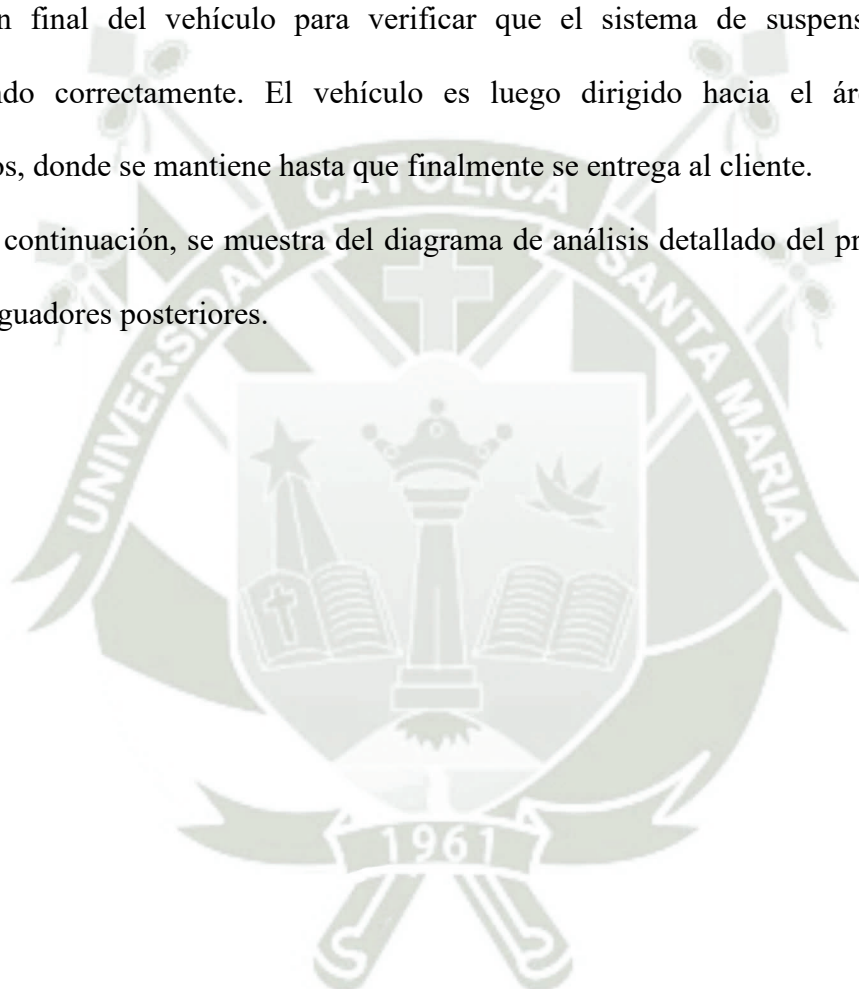 n final del vehículo para verificar que el sistema de suspens
ndo correctamente. El vehículo es luego dirigido hacia el ár
os, donde se mantiene hasta que finalmente se entrega al cliente.
continuación, se muestra del diagrama de análisis detallado del pr
guadores posteriores.
UNIVERSIDAD CATOLICA SANTA MARIA
1961